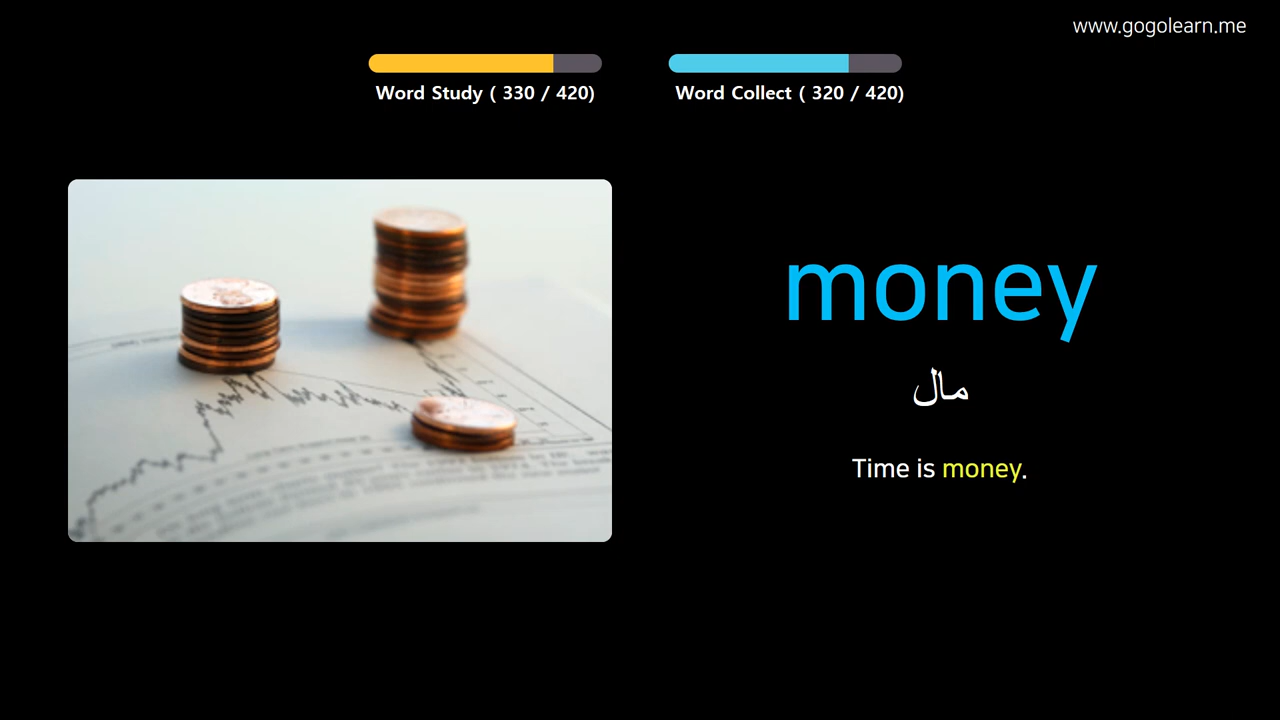 www.gogolearn.me
Word Study ( 330 / 420)
Word Collect ( 320 / 420)
money
مال
Time is money.